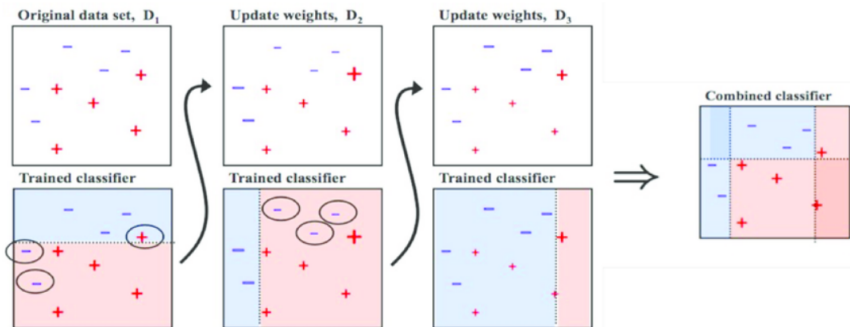 Original data set, D₁
Update weights, D₂
Update weights, D₃
Combined classifier
Trained classifier
Trained classifier
Trained classifier